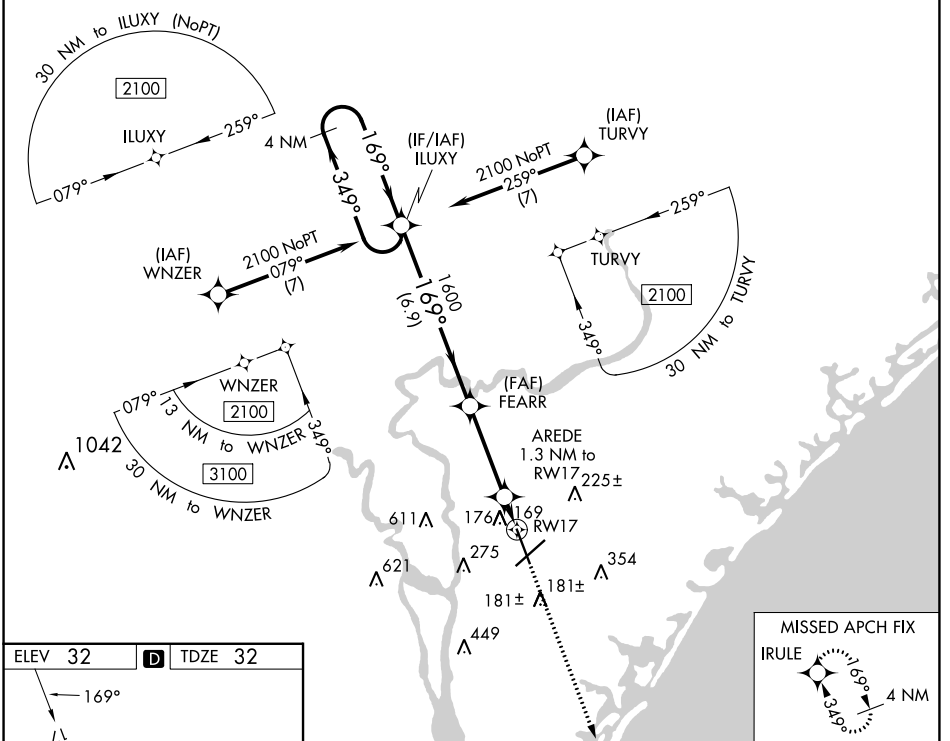 30 NM to ILUXY (NoPT)
2100
ILUXY
079°
259°
4 NM
169°
349°
(IF/IAF)
ILUXY
(IAF)
TURVY
2100 NoPT
259°
(7)
(IAF)
WNZER
2100 NoPT
079°
(7)
1600
169°
(6.9)
259°
TURVY
2100
349°
30 NM to TURVY
079°
WNZER
2100
349°
13 NM to WNZER
3100
30 NM to WNZER
1042
(FAF)
FEARR
AREDE
1.3 NM to
RW17
225±
611
176
169
RW17
621
275
354
181±
181±
449
ELEV 32
D
TDZE 32
169°
MISSED APCH FIX
IRULE
169°
349°
4 NM